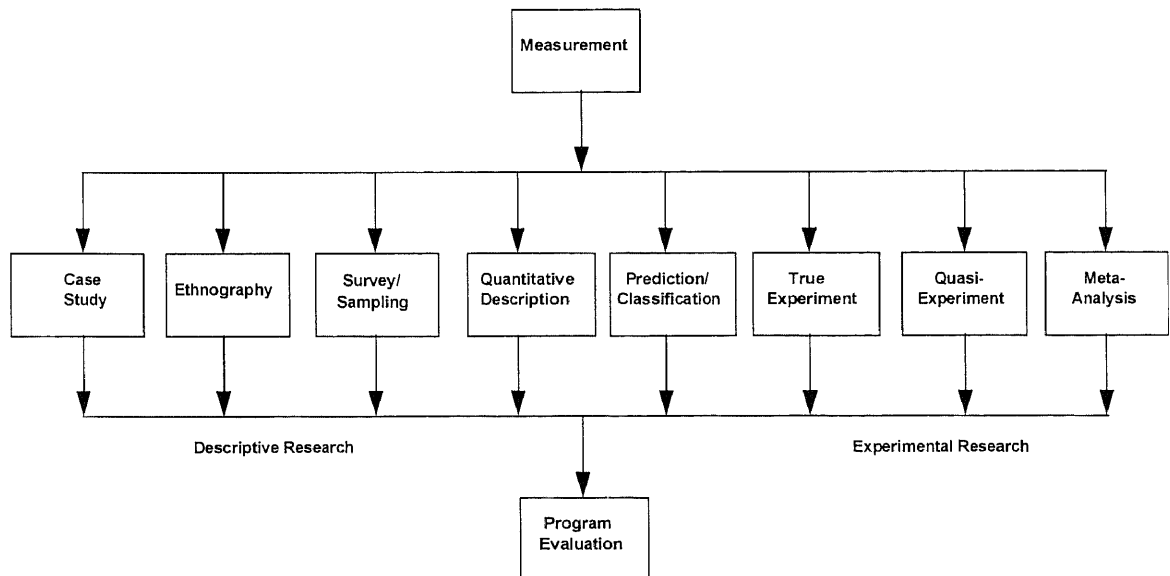 Measurement
Case
Study
Ethnography
Survey/
Sampling
Quantitative
Description
Prediction/
Classification
True
Experiment
Quasi-
Experiment
Meta-
Analysis
Descriptive Research
Experimental Research
Program
Evaluation